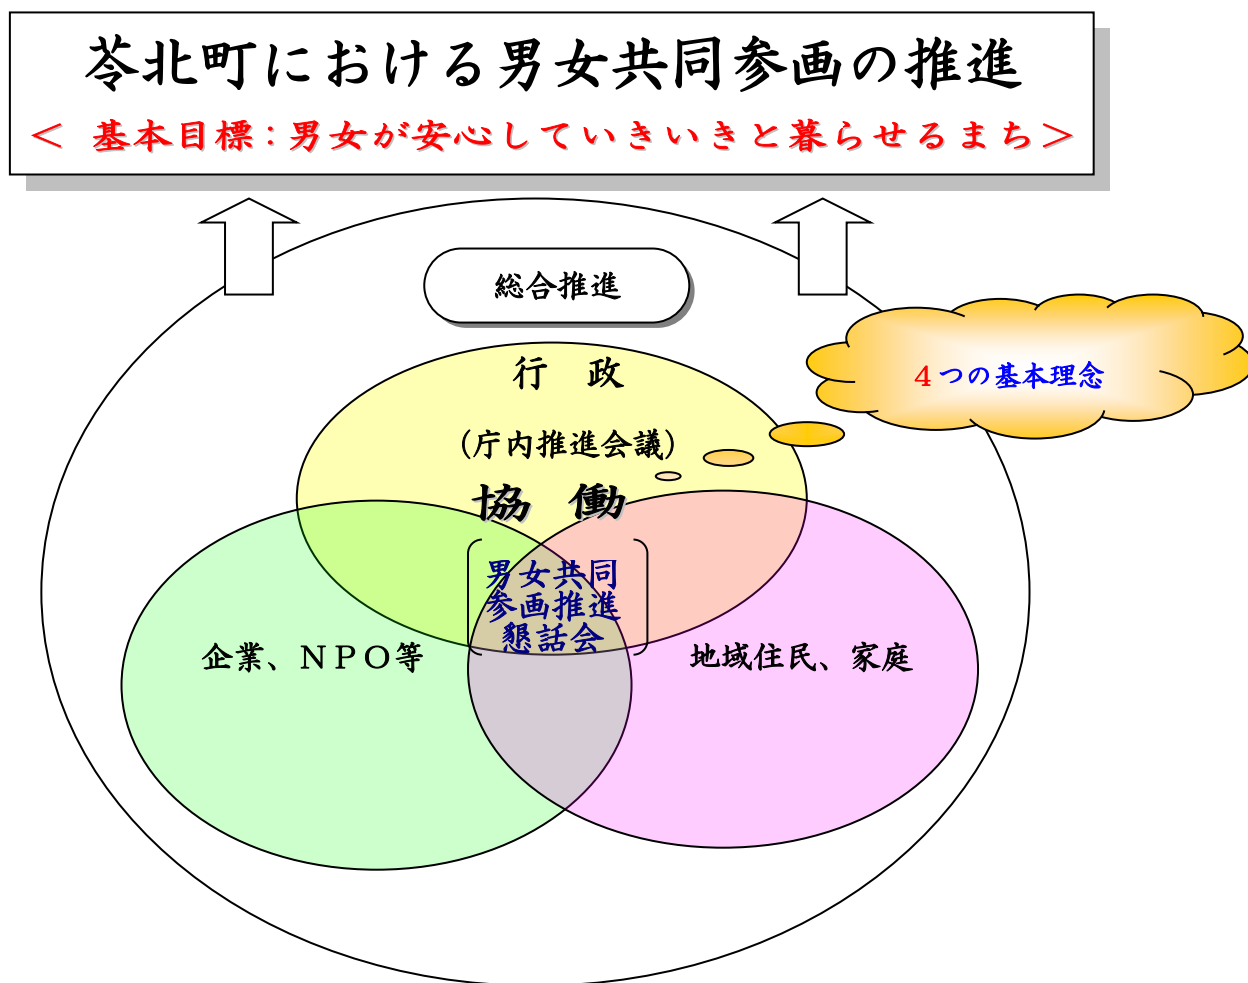 苓北町における男女共同参画の推進
＜ 基本目標：男女が安心していきいきと暮らせるまち＞
総合推進
４つの基本理念
行　政
（庁内推進会議）
協　働
男女共同
参画推進
懇話会
企業、ＮＰＯ等
地域住民、家庭